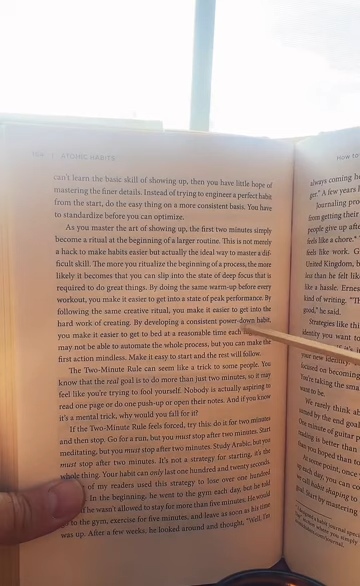 ATOMIC HABITS
can't learn the basic skill of showing up, then you have little hope of
mastering the finer details. Instead of trying to engineer a perfect habit
from the start, do the easy thing on a more consistent basis. You have
to standardize before you can optimize.
As you master the art of showing up, the first two minutes simply
become a ritual at the beginning of a larger routine. This is not merely
a hack to make habits easier but actually the ideal way to master a dif-
ficult skill. The more you ritualize the beginning of a process, the more
likely it becomes that you can slip into the state of deep focus that is
required to do great things. By doing the same warm-up before every
workout, you make it easier to get into a state of peak performance. By
following the same creative ritual, you make it easier to get into the
hard work of creating. By developing a consistent power-down habit,
you make it easier to get to bed at a reasonable time each
may not be able to automate the whole process, but you can make the
first action mindless. Make it easy to start and the rest will follow.
The Two-Minute Rule can seem like a trick to some people. You
know that the real goal is to do more than just two minutes, so it may
feel like you're trying to fool yourself. Nobody is actually aspiring to
read one page or do one push-up or open their notes. And if you know
it's a mental trick, why would you fall for it?
If the Two-Minute Rule feels forced, try this: do it for two minutes
and then stop. Go for a run, but you must stop after two minutes. Start
meditating, but you must stop after two minutes. Study Arabic, but you
must stop after two minutes. It's not a strategy for starting, it's the
whole thing. Your habit can only last one hundred and twenty seconds.
of my readers used this strategy to lose over one hundred
In the beginning, he went to the gym each day, but he told
he wasn't allowed to stay for more than five minutes. He would
to the gym, exercise for five minutes, and leave as soon as his time
was up. After a few weeks, he looked around and thought, "Well, I'm
How to
always coming he
A few years
Journaling pro
from getting their
people give up afte
feels like a chore."
feels like work. G
United Kingdom,
less than he felt like
like a hassle. Ernes
kind of writing. "Th
good," he said.
Strategies like thi
identity you want to
your new identity
focused on becoming
You're taking the sma
want to be.
We rarely think a
sumed by the end goal
One minute of guitar p
reading is better than
you hoped than to
At some point, once
each day, you can co
call habit shaping to
goal. Start by mastering